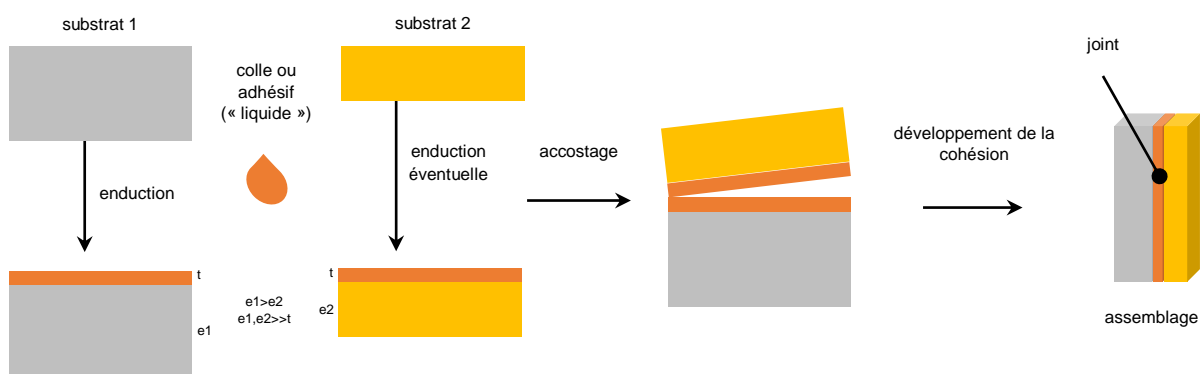 substrat 1
substrat 2
colle ou
adhésif
(« liquide »)
enduction
enduction
éventuelle
accostage
développement de la
cohésion
joint
t
e1
e1>e2
e1,e2>>t
t
e2
assemblage